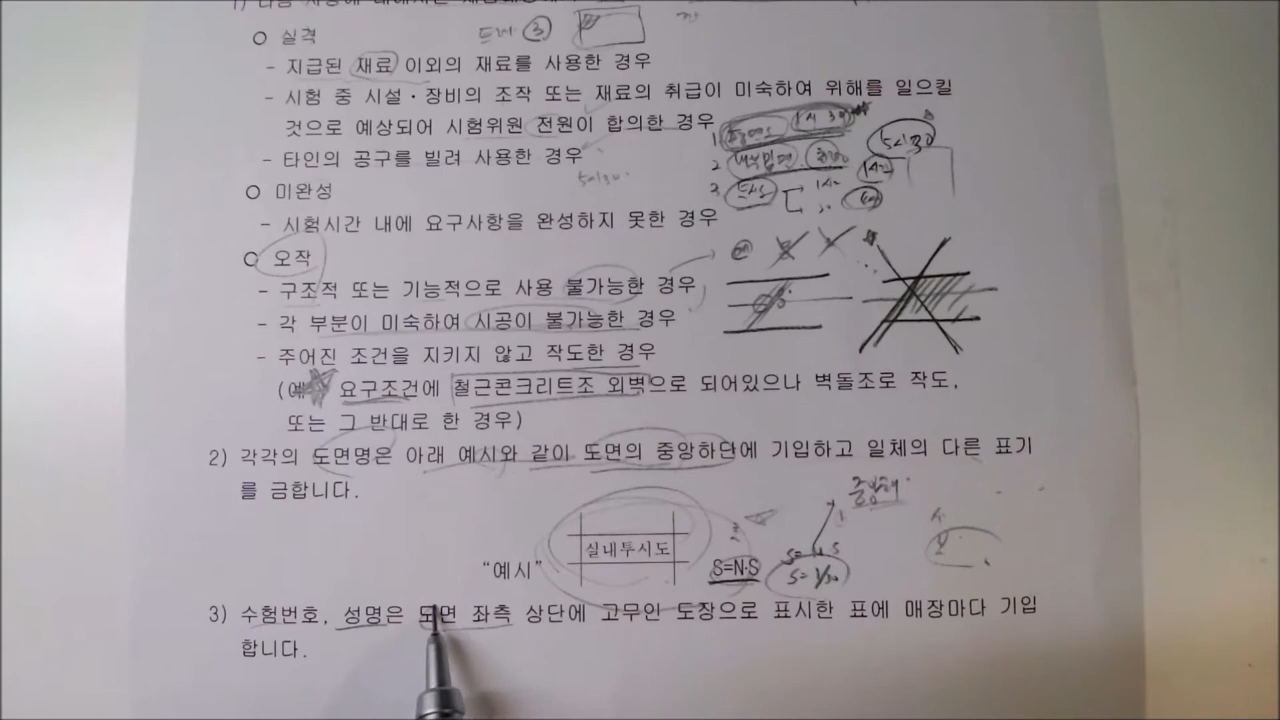 ○ 실격
- 지급된 재료 이외의 재료를 사용한 경우
- 시험 중 시설·장비의 조작 또는 재료의 취급이 미숙하여 위해를 일으킬
것으로 예상되어 시험위원 전원이 합의한 경우
- 타인의 공구를 빌려 사용한 경우
○ 미완성
- 시험시간 내에 요구사항을 완성하지 못한 경우
○ 오작
- 구조적 또는 기능적으로 사용 불가능한 경우
- 각 부분이 미숙하여 시공이 불가능한 경우
- 주어진 조건을 지키지 않고 작도한 경우
요구조건에 철근콘크리트조 외벽으로 되어있으나 벽돌조로 작도,
또는 그 반대로 한 경우)
2) 각각의 도면명은 아래 예시와 같이 도면의 중앙하단에 기입하고 일체의 다른 표기
를 금합니다.
실내투시도
"예시"
S=N·S
S=1/30
3) 수험번호, 성명은 도면 좌측 상단에 고무인 도장으로 표시한 표에 매장마다 기입
합니다.